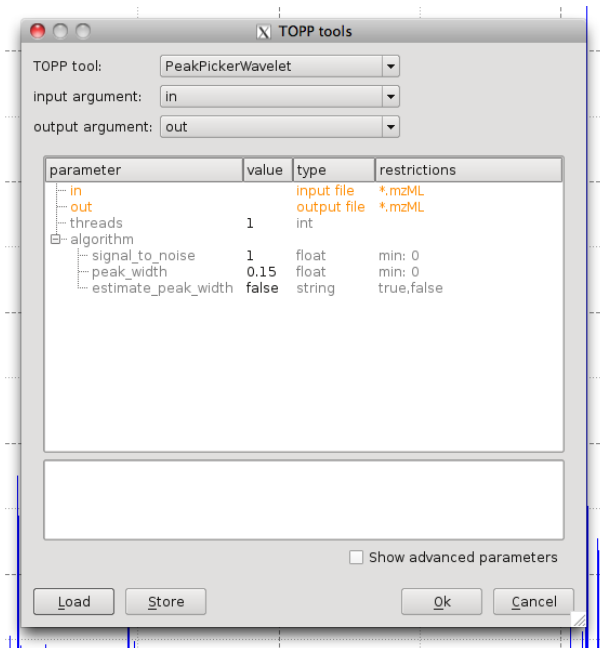 X TOPP tools
TOPP tool: PeakPickerWavelet
input argument: in
output argument: out
parameter value type restrictions
in input file *.mzML
out output file *.mzML
threads 1 int
algorithm
signal_to_noise 1 float min: 0
peak_width 0.15 float min: 0
estimate_peak_width false string true,false
Show advanced parameters
Load Store Ok Cancel